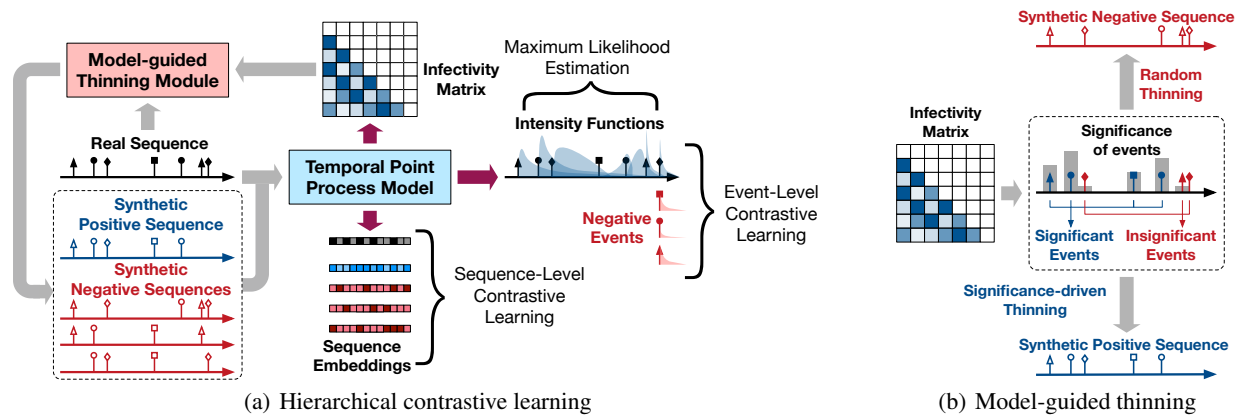 Model-guided
Thinning Module
Infectivity
Matrix
Real Sequence
Synthetic
Positive Sequence
Synthetic
Negative Sequences
Temporal Point
Process Model
Sequence
Embeddings
Sequence-Level
Contrastive
Learning
Maximum Likelihood
Estimation
Intensity Functions
Negative
Events
Event-Level
Contrastive
Learning
(a) Hierarchical contrastive learning
Synthetic Negative Sequence
Random
Thinning
Infectivity
Matrix
Significance
of events
Significant
Events
Insignificant
Events
Significance-driven
Thinning
Synthetic Positive Sequence
(b) Model-guided thinning